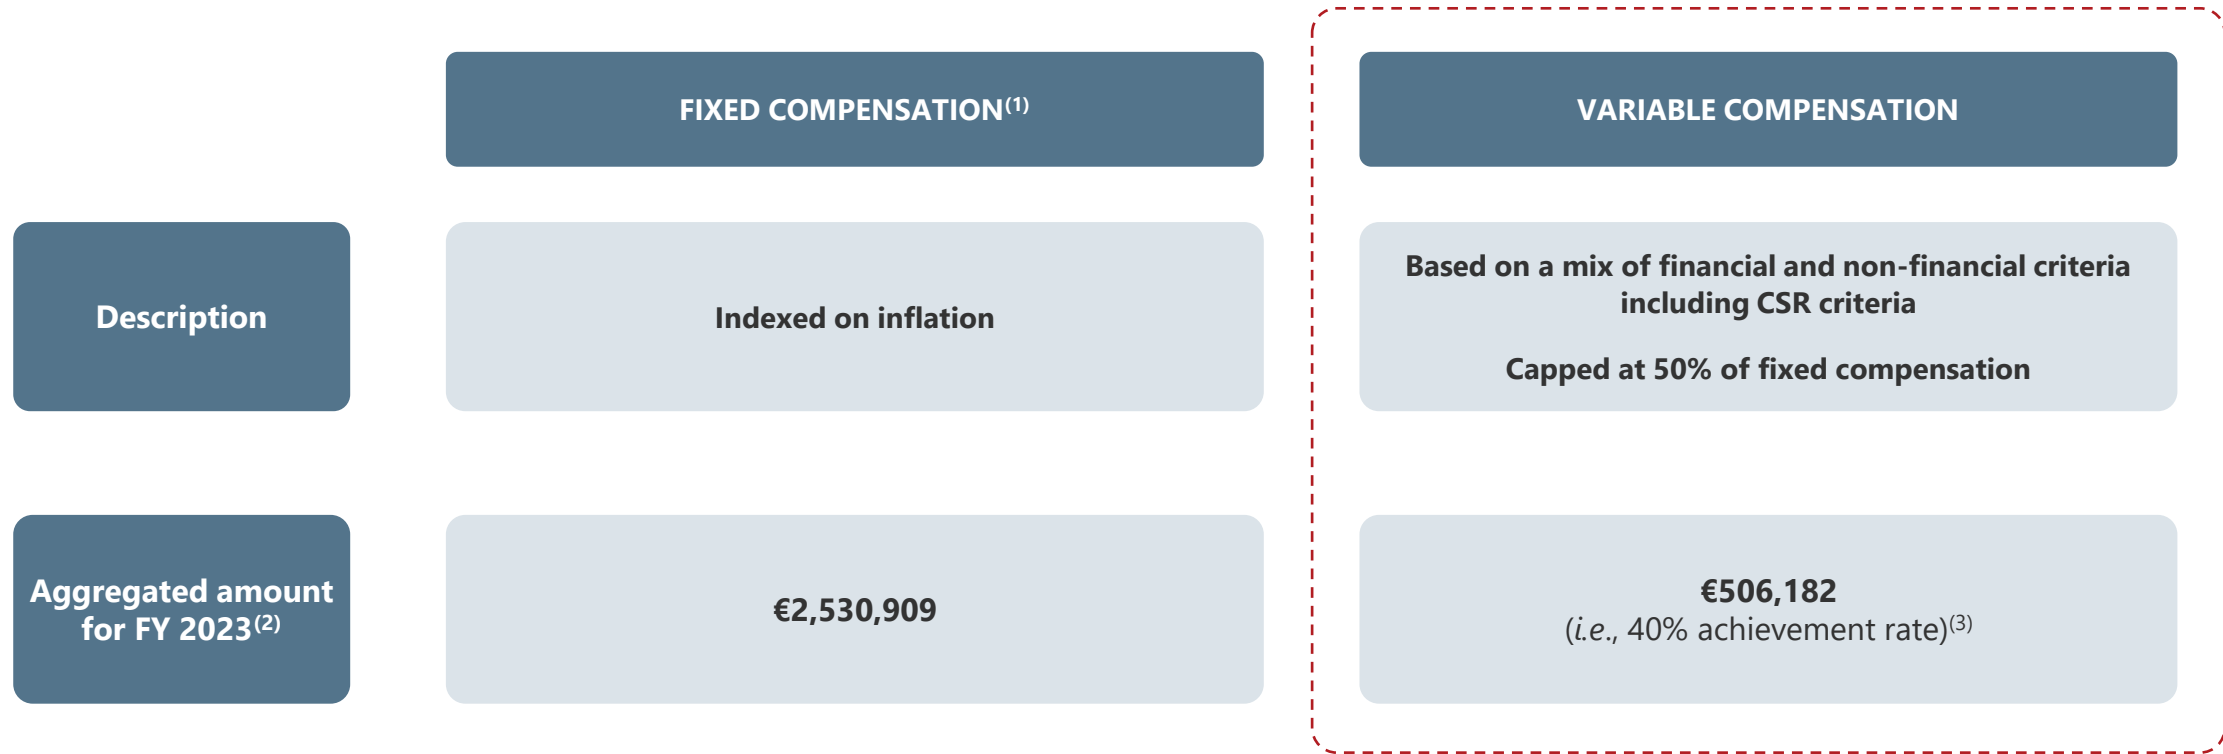 FIXED COMPENSATION(1)
VARIABLE COMPENSATION
Description
Indexed on inflation
Based on a mix of financial and non-financial criteria
including CSR criteria
Capped at 50% of fixed compensation
Aggregated amount
for FY 2023(2)
€2,530,909
€506,182
(i.e., 40% achievement rate)(3)